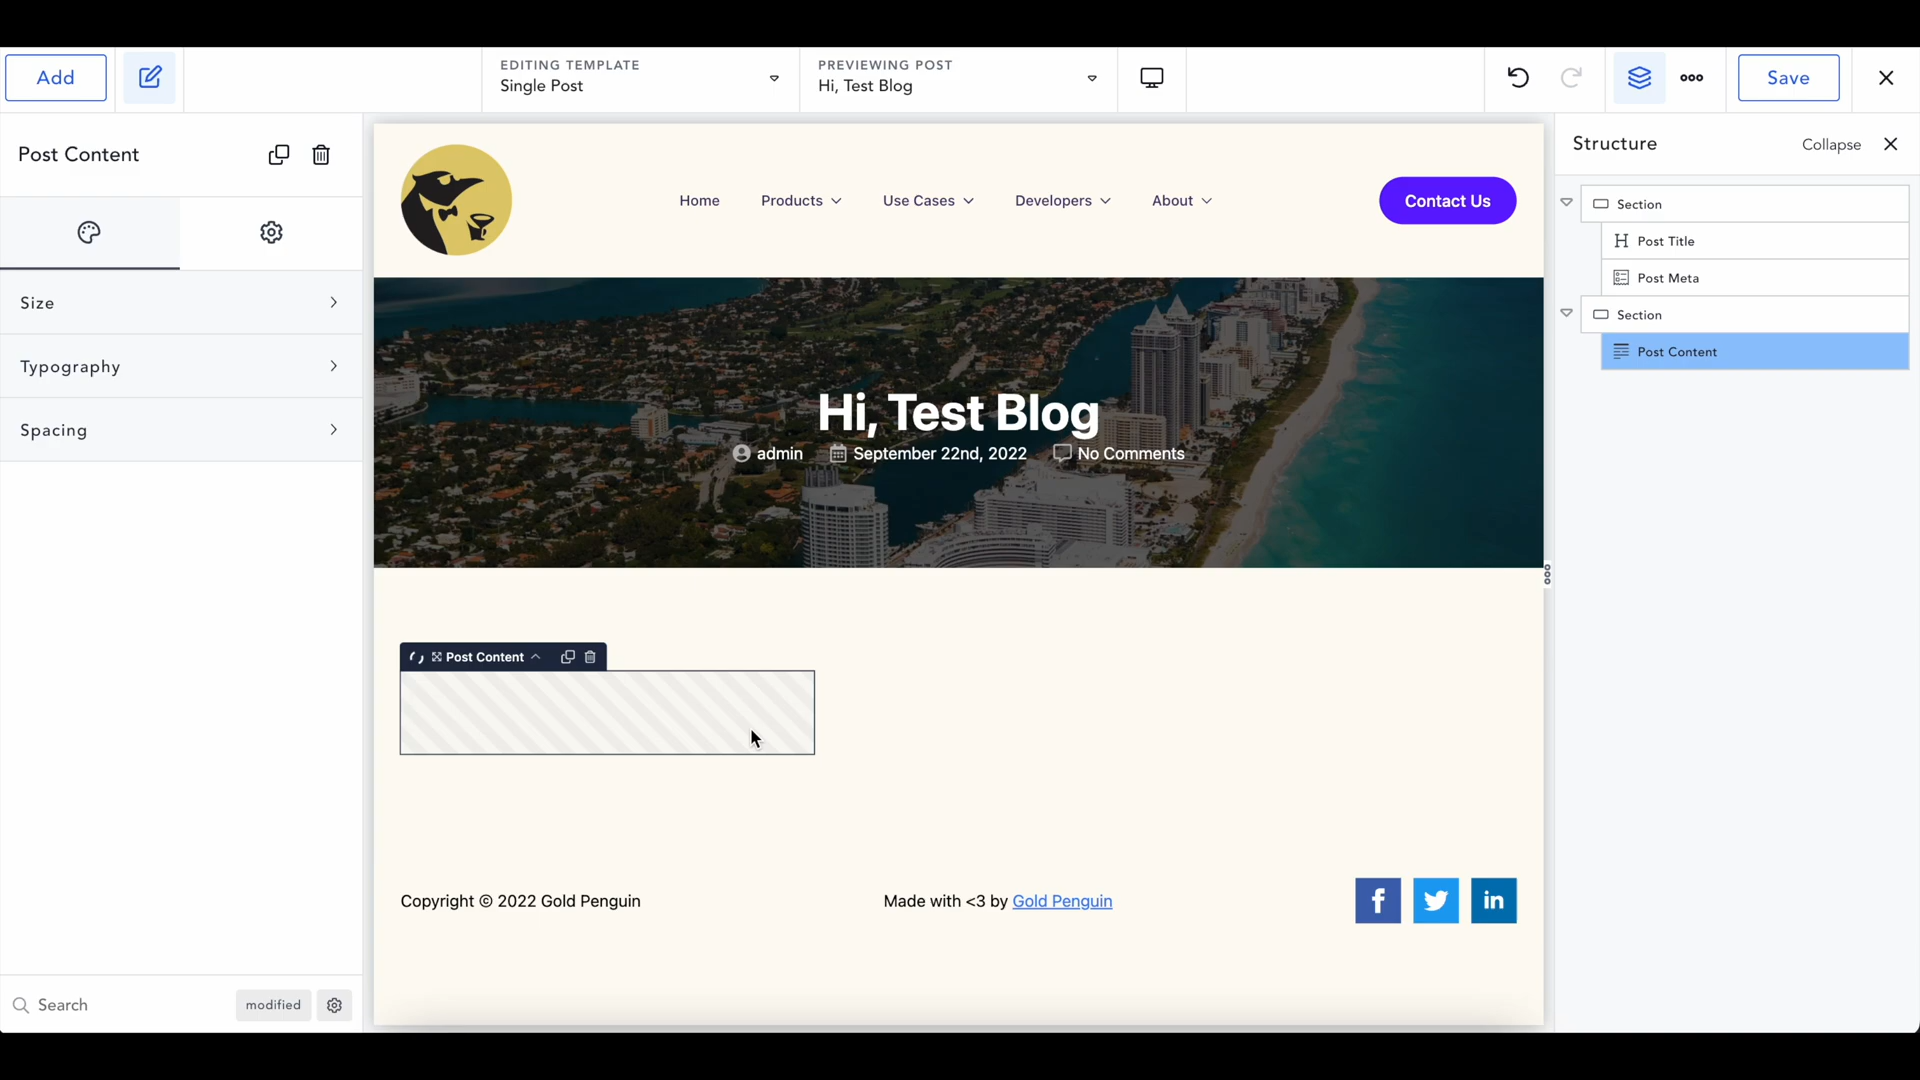 Add
EDITING TEMPLATE
Single Post
PREVIEWING POST
Hi, Test Blog
Save
Post Content
Size
Typography
Spacing
Search
modified
Home
Products
Use Cases
Developers
About
Contact Us
Hi, Test Blog
admin
September 22nd, 2022
No Comments
Post Content
Copyright © 2022 Gold Penguin
Made with <3 by Gold Penguin
f
in
Structure
Collapse
Section
H Post Title
Post Meta
Section
Post Content